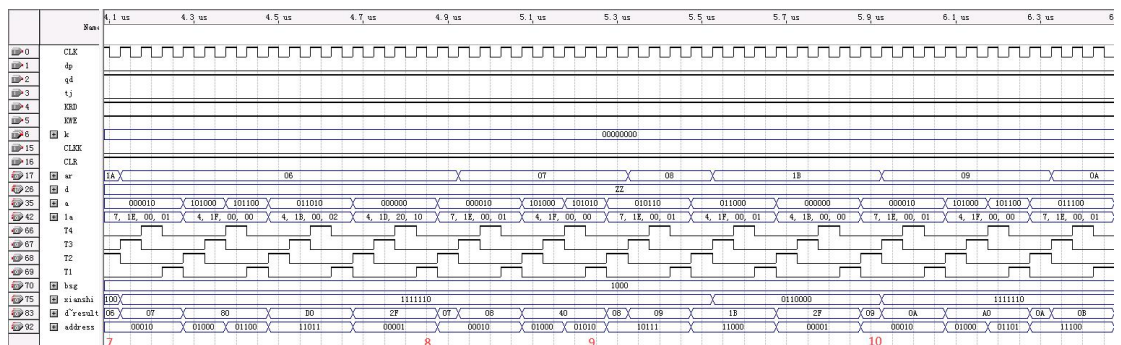 Name
4.1 us 4.3 us 4.5 us 4.7 us 4.9 us 5.1 us 5.3 us 5.5 us 5.7 us 5.9 us 6.1 us 6.3 us 6
0 CLK
1 dp
2 qd
3 tj
4 KRD
5 KWE
6 k 00000000
15 CLKK
16 CLR
17 ar 1A 06 07 08 1B 09 0A
26 d ZZ
35 a 000010 101000 101100 011010 000000 000010 101000 101010 010110 011000 000000 000010 101000 101100 011100
42 la 7, 1E, 00, 01 4, 1F, 00, 00 4, 1B, 00, 02 4, 1D, 20, 10 7, 1E, 00, 01 4, 1F, 00, 00 7, 1E, 00, 01 4, 1F, 00, 01 4, 1B, 00, 00 7, 1E, 00, 01 4, 1F, 00, 00 7, 1E, 00, 01
66 T4
67 T3
68 T2
69 T1
70 bsg 1000
75 xianshi 100 1111110 0110000 1111110
83 d~result 06 07 80 D0 2F 07 08 40 08 09 1B 2F 09 0A A0 0A 0B
92 address 00010 01000 01100 11011 00001 00010 01000 01010 10111 11000 00001 00010 01000 01101 11100
7 8 9 10